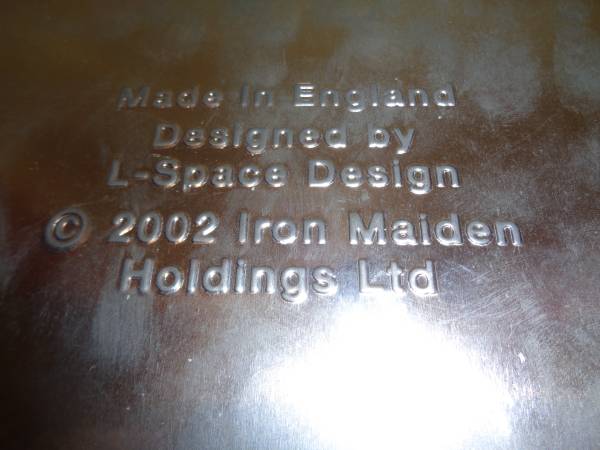 Made In England
Designed by
L-Space Design
© 2002 Iron Maiden
Holdings Ltd